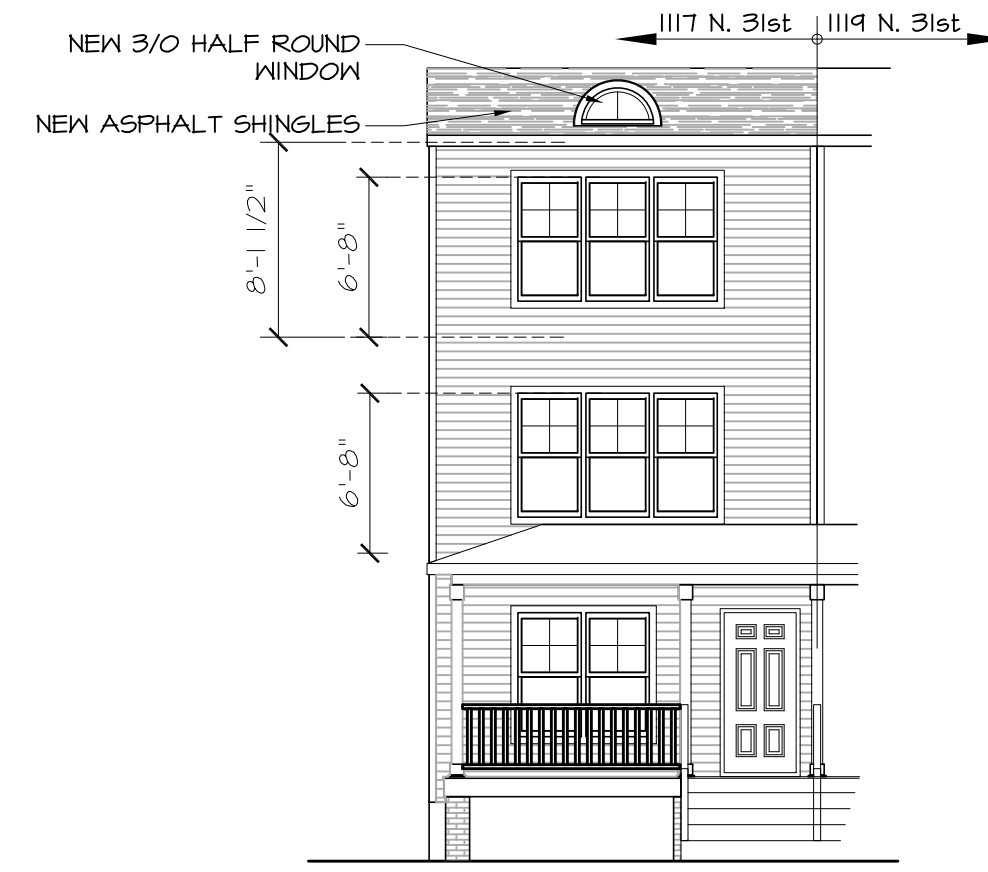 1117 N. 31st 1119 N. 31st
NEW 3/0 HALF ROUND
WINDOW
NEW ASPHALT SHINGLES
8'-1 1/2"
6'-8"
6'-8"